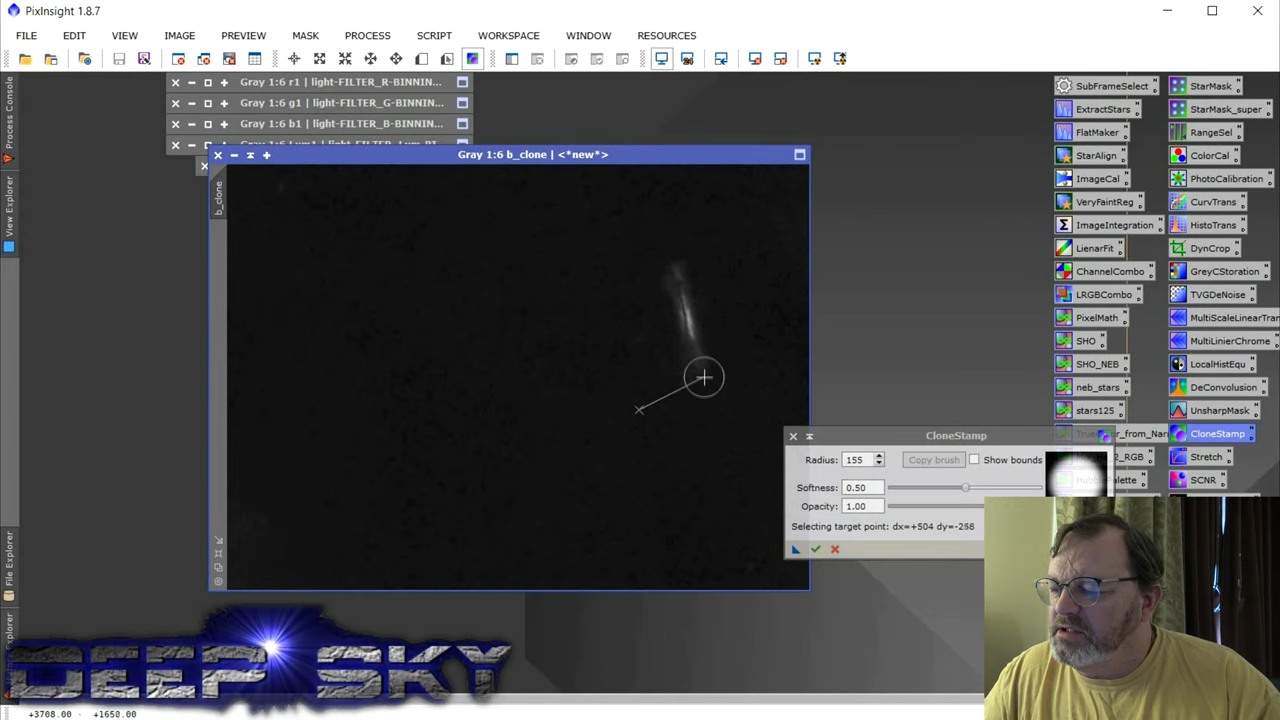 PixInsight 1.8.7
FILE EDIT VIEW IMAGE PREVIEW MASK PROCESS SCRIPT WORKSPACE WINDOW RESOURCES
Process Console
View Explorer
File Explorer
Gray 1:6 r1 | light-FILTER_R-BINNIN...
Gray 1:6 g1 | light-FILTER_G-BINNIN...
Gray 1:6 b1 | light-FILTER_B-BINNIN...
Gray 1:6 b_clone | <*new*>
b_clone
SubFrameSelect StarMask
ExtractStars StarMask_super
FlatMaker RangeSel
StarAlign ColorCal
ImageCal PhotoCalibration
VeryFaintReg CurvTrans
ImageIntegration HistoTrans
LienarFit DynCrop
ChannelCombo GreyCStoration
LRGBCombo TVGDeNoise
PixelMath MultiScaleLinearTran
SHO MultiLinierChrome
SHO_NEB LocalHistEqu
neb_stars DeConvolution
stars125 UnsharpMask
CloneStamp
Stretch
SCNR
CloneStamp
Radius: 155 Copy brush Show bounds
Softness: 0.50
Opacity: 1.00
Selecting target point: dx=+504 dy=-258
DEEP SKY
+3708.00 · +1650.00